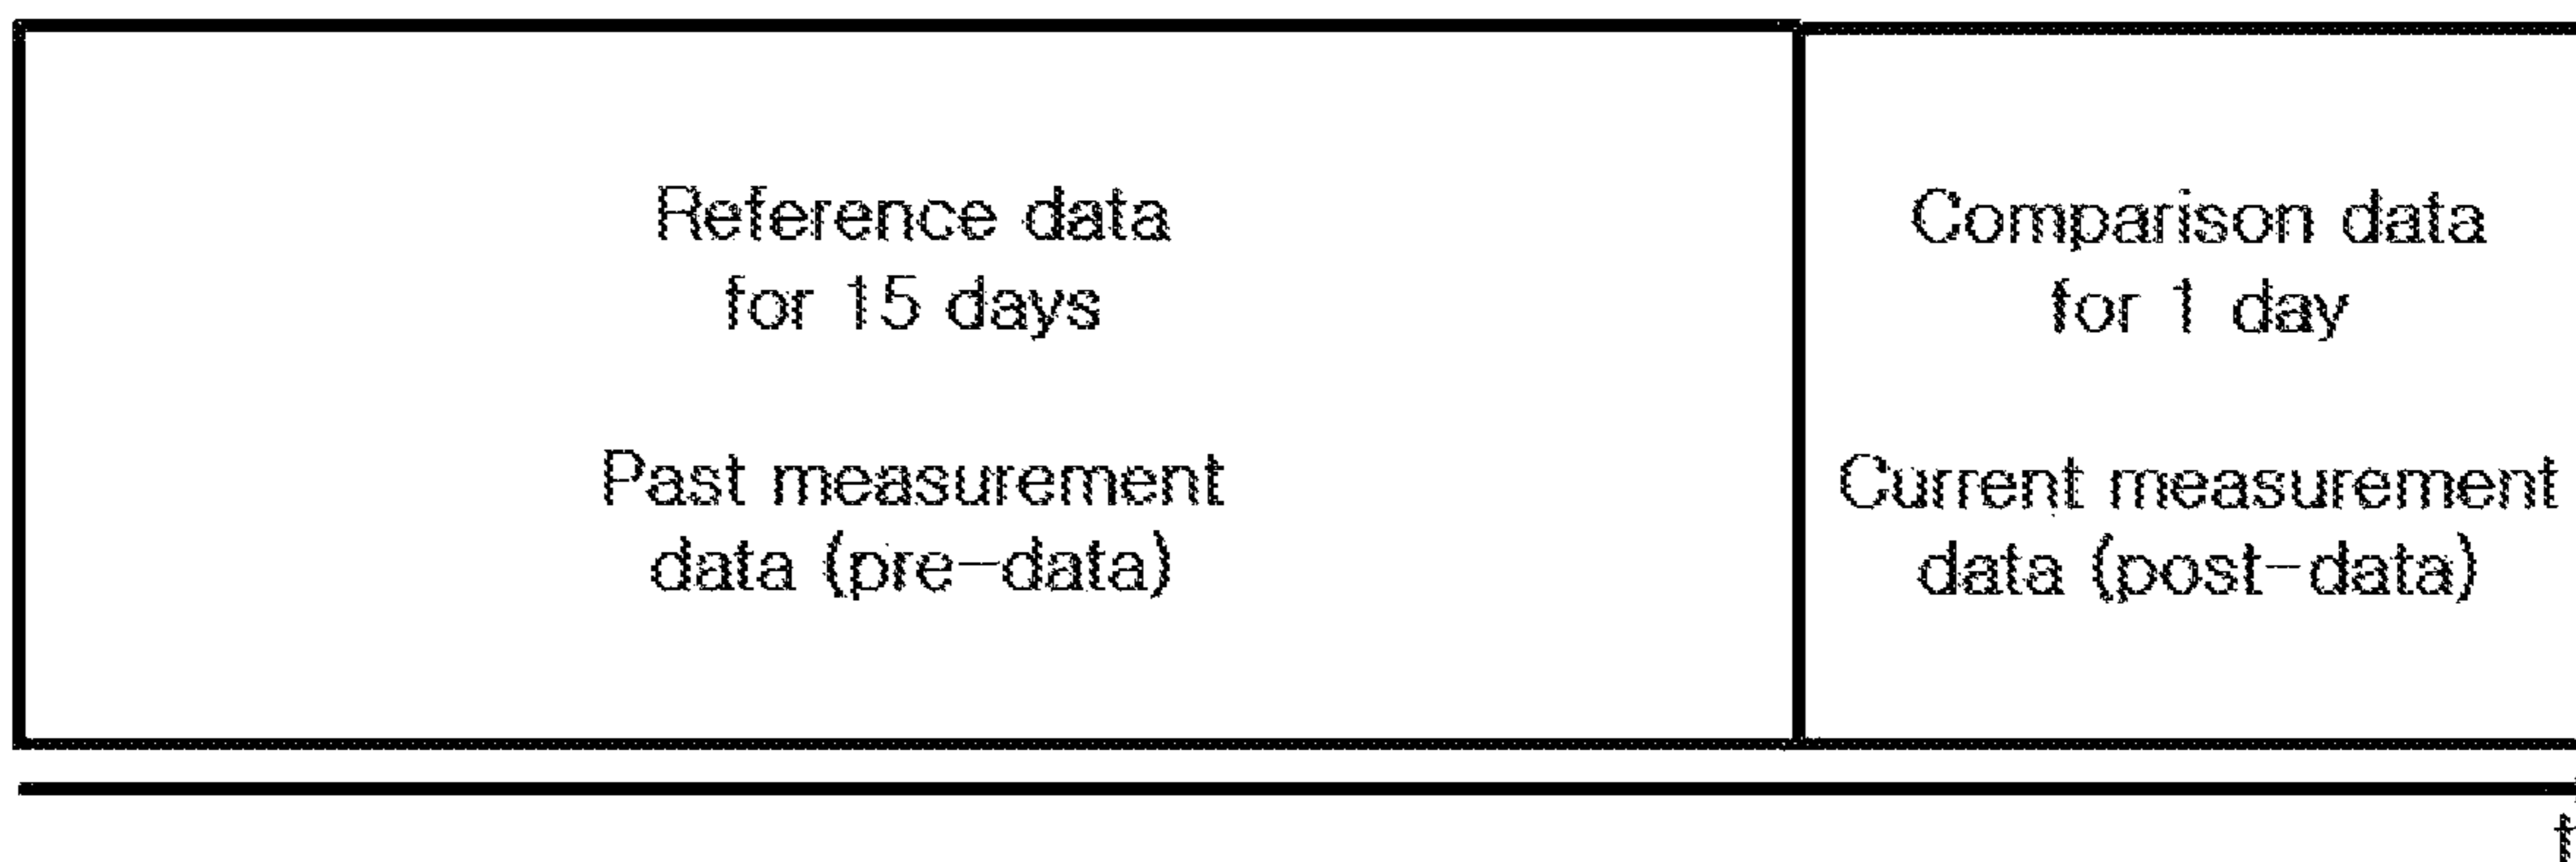 Reference data
for 15 days
Past measurement
data (pre-data)
Comparison data
for 1 day
Current measurement
data (post-data)
t